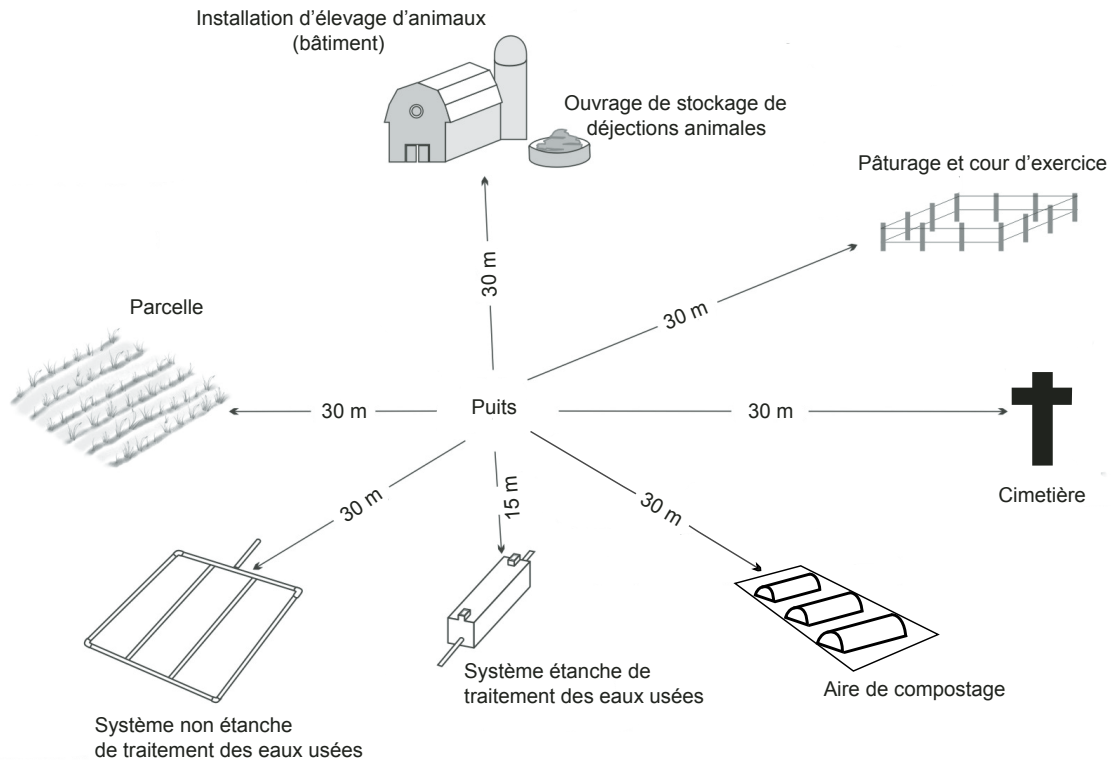 Installation d'élevage d'animaux
(bâtiment)
Ouvrage de stockage de
déjections animales
Pâturage et cour d'exercice
30 m
30 m
Parcelle
30 m
Puits
30 m
Cimetière
30 m
15 m
30 m
Système étanche de
traitement des eaux usées
Aire de compostage
Système non étanche
de traitement des eaux usées